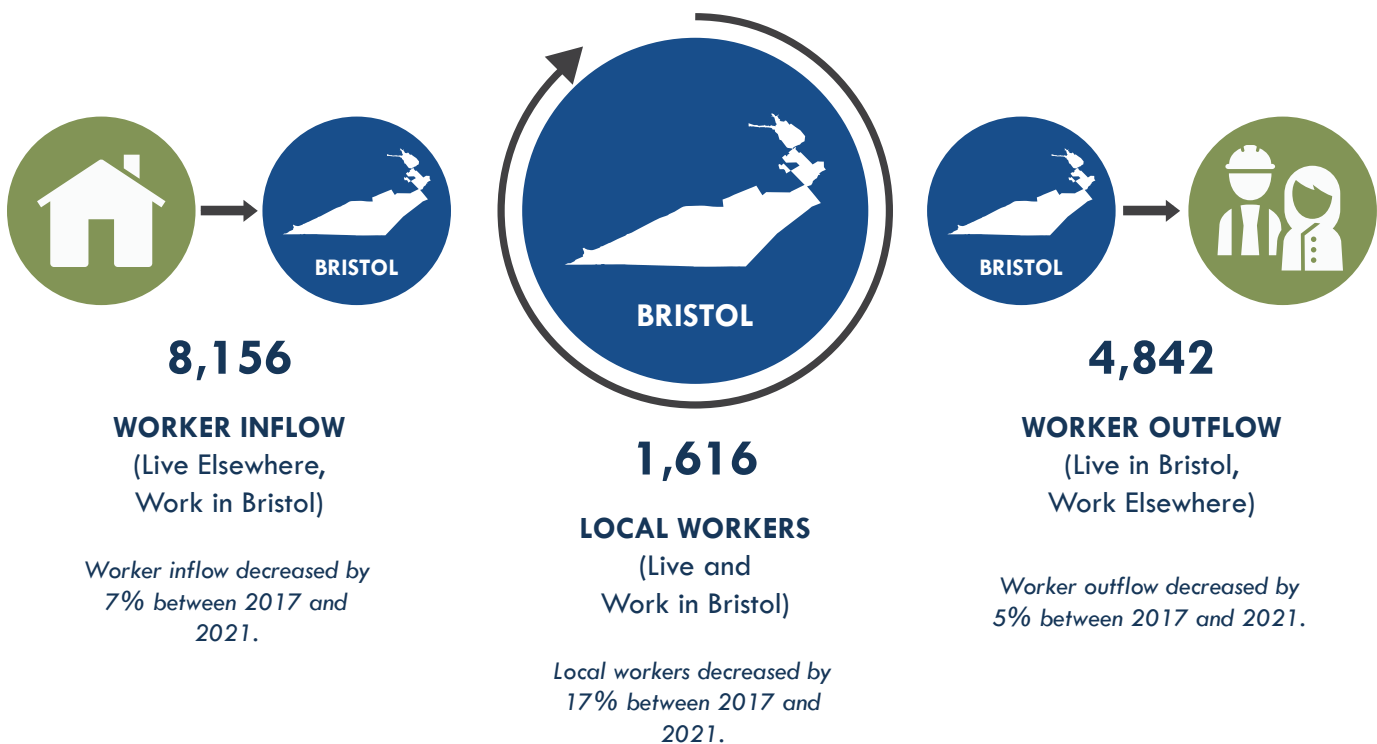 BRISTOL
8,156
WORKER INFLOW
(Live Elsewhere,
Work in Bristol)
Worker inflow decreased by
7% between 2017 and
2021.
BRISTOL
1,616
LOCAL WORKERS
(Live and
Work in Bristol)
Local workers decreased by
17% between 2017 and
2021.
BRISTOL
4,842
WORKER OUTFLOW
(Live in Bristol,
Work Elsewhere)
Worker outflow decreased by
5% between 2017 and 2021.